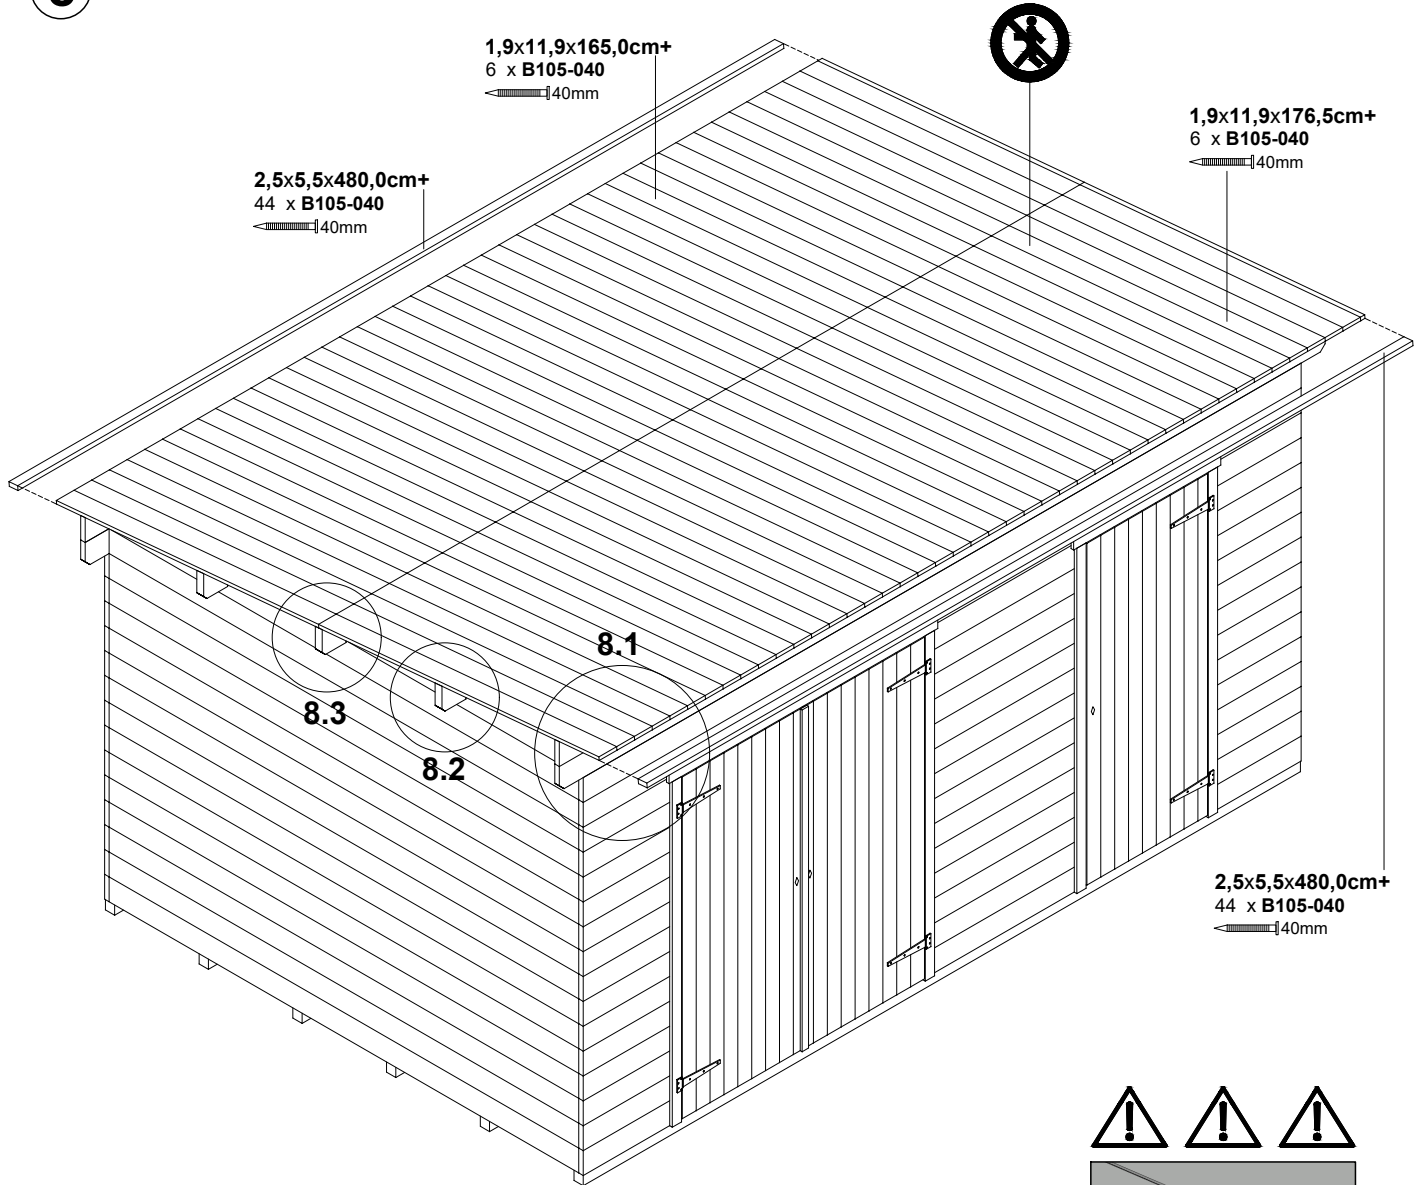 1,9x11,9x165,0cm+
6 x B105-040
40mm
1,9x11,9x176,5cm+
6 x B105-040
40mm
2,5x5,5x480,0cm+
44 x B105-040
40mm
8.1
8.3
8.2
2,5x5,5x480,0cm+
44 x B105-040
40mm